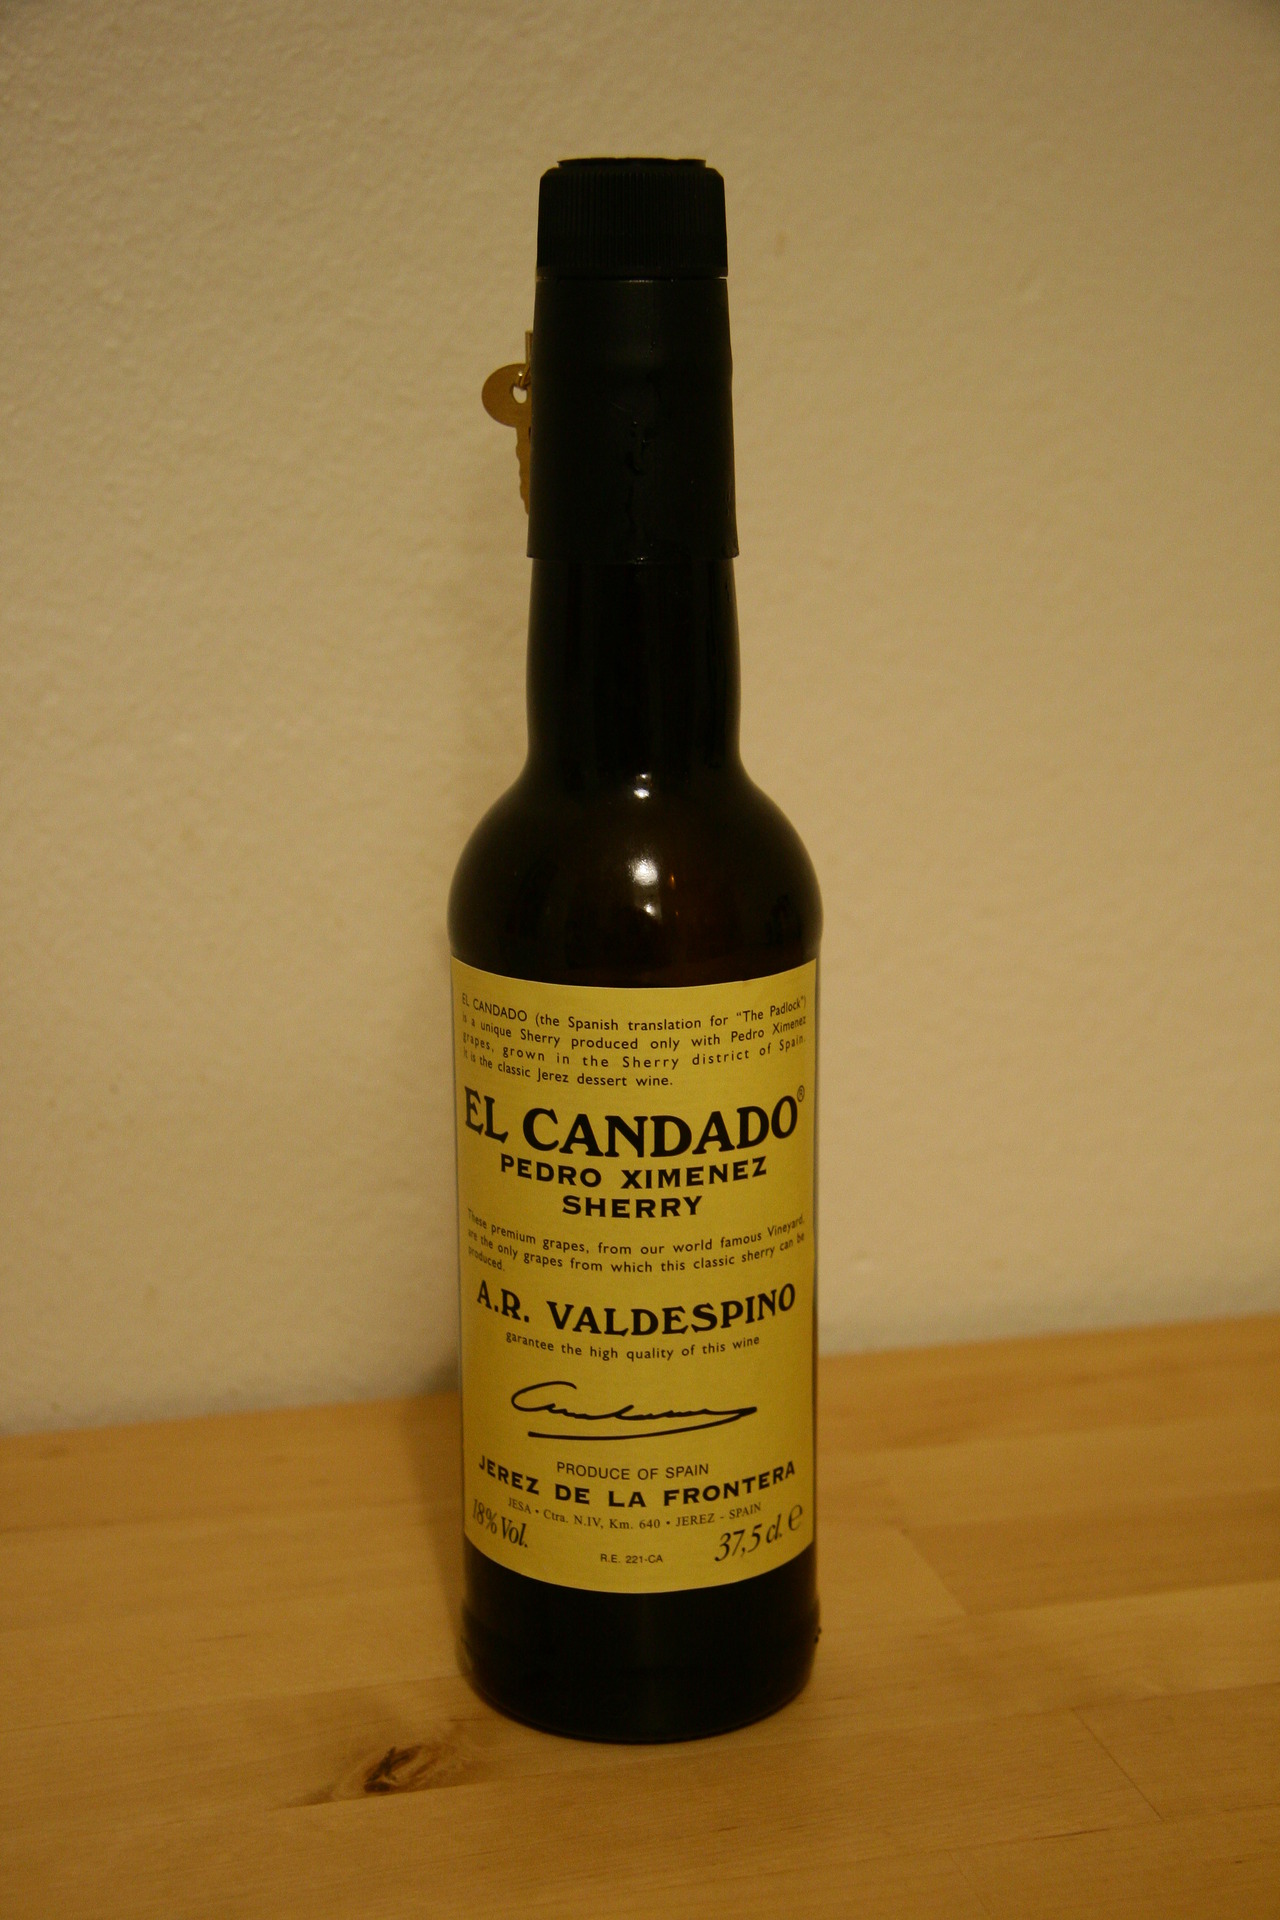 EL CANDADO (the Spanish translation for "The Padlock")
is a unique Sherry produced only with Pedro Ximenez
grapes, grown in the Sherry district of Spain.
It is the classic Jerez dessert wine.
EL CANDADO®
PEDRO XIMENEZ
SHERRY
These premium grapes, from our world famous Vineyard,
are the only grapes from which this classic sherry can be
produced.
A.R. VALDESPINO
garantee the high quality of this wine
PRODUCE OF SPAIN
JEREZ DE LA FRONTERA
JESA • Ctra. N.IV, Km. 640 • JEREZ - SPAIN
18% Vol.
R.E. 221-CA
37,5 cl. e